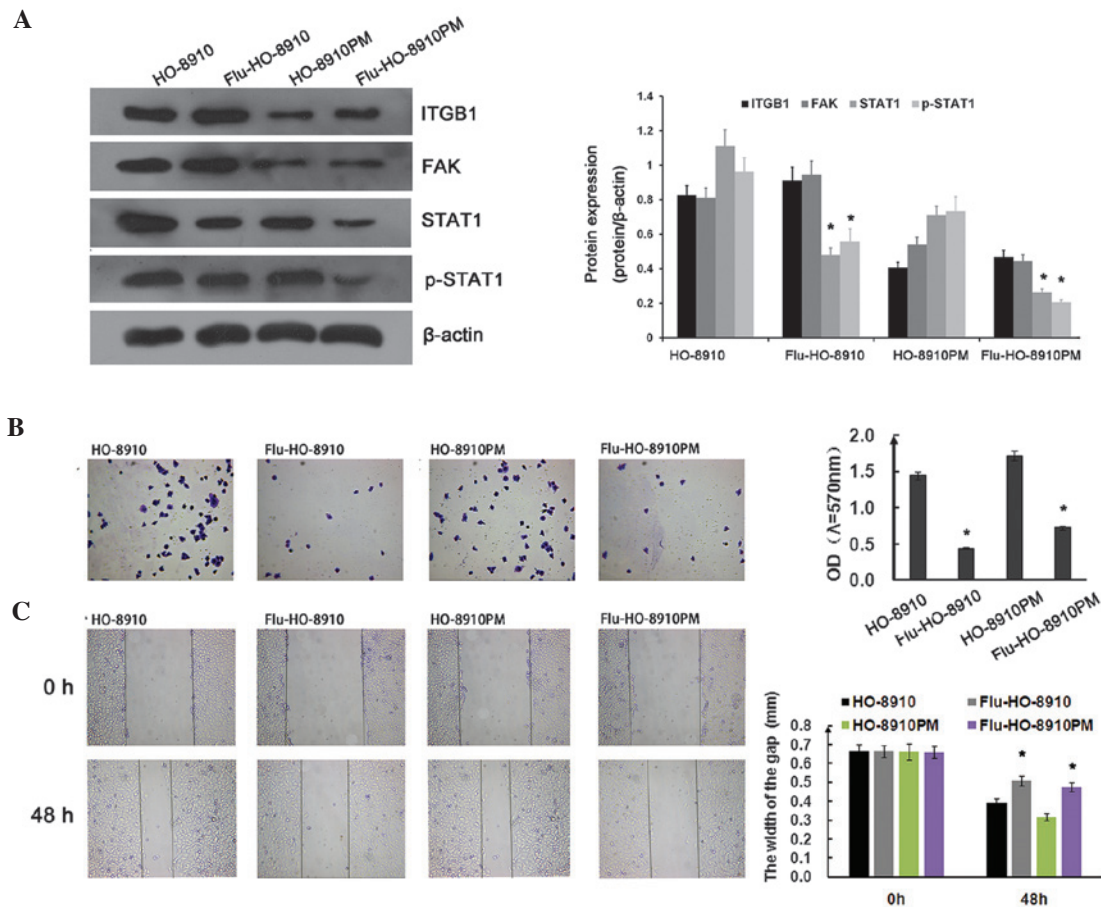 A
HO-8910
Flu-HO-8910
HO-8910PM
Flu-HO-8910PM
ITGB1
FAK
STAT1
p-STAT1
β-actin
ITGB1 FAK STAT1 p-STAT1
Protein expression
(protein/β-actin)
1.4
1.2
1
0.8
0.6
0.4
0.2
0
* *
* *
HO-8910 Flu-HO-8910 HO-8910PM Flu-HO-8910PM
B
HO-8910 Flu-HO-8910 HO-8910PM Flu-HO-8910PM
OD (λ=570nm)
2.0
1.5
1.0
0.5
0.0
*
*
HO-8910
Flu-HO-8910
HO-8910PM
Flu-HO-8910PM
C
HO-8910 Flu-HO-8910 HO-8910PM Flu-HO-8910PM
0 h
48 h
HO-8910 Flu-HO-8910
HO-8910PM Flu-HO-8910PM
The width of the gap (mm)
0.8
0.7
0.6
0.5
0.4
0.3
0.2
0.1
0.0
* *
0h 48h